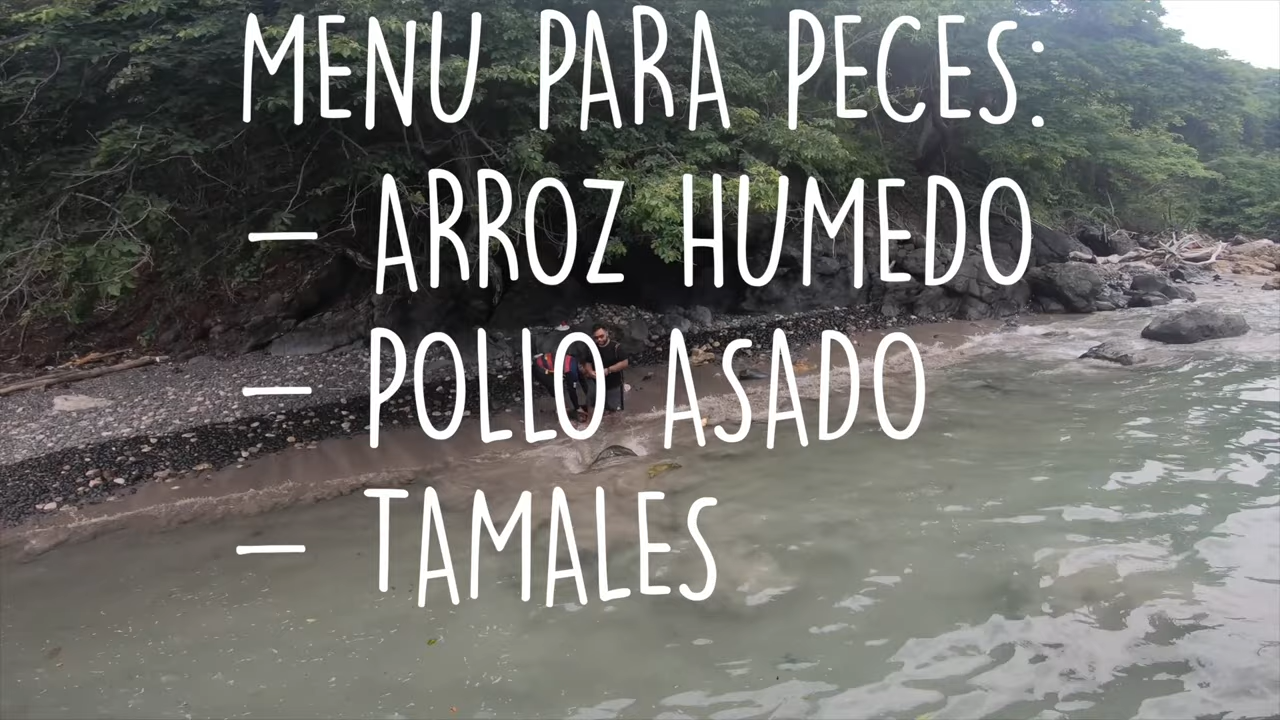 MENU PARA PECES:
- ARROZ HUMEDO
- POLLO ASADO
- TAMALES